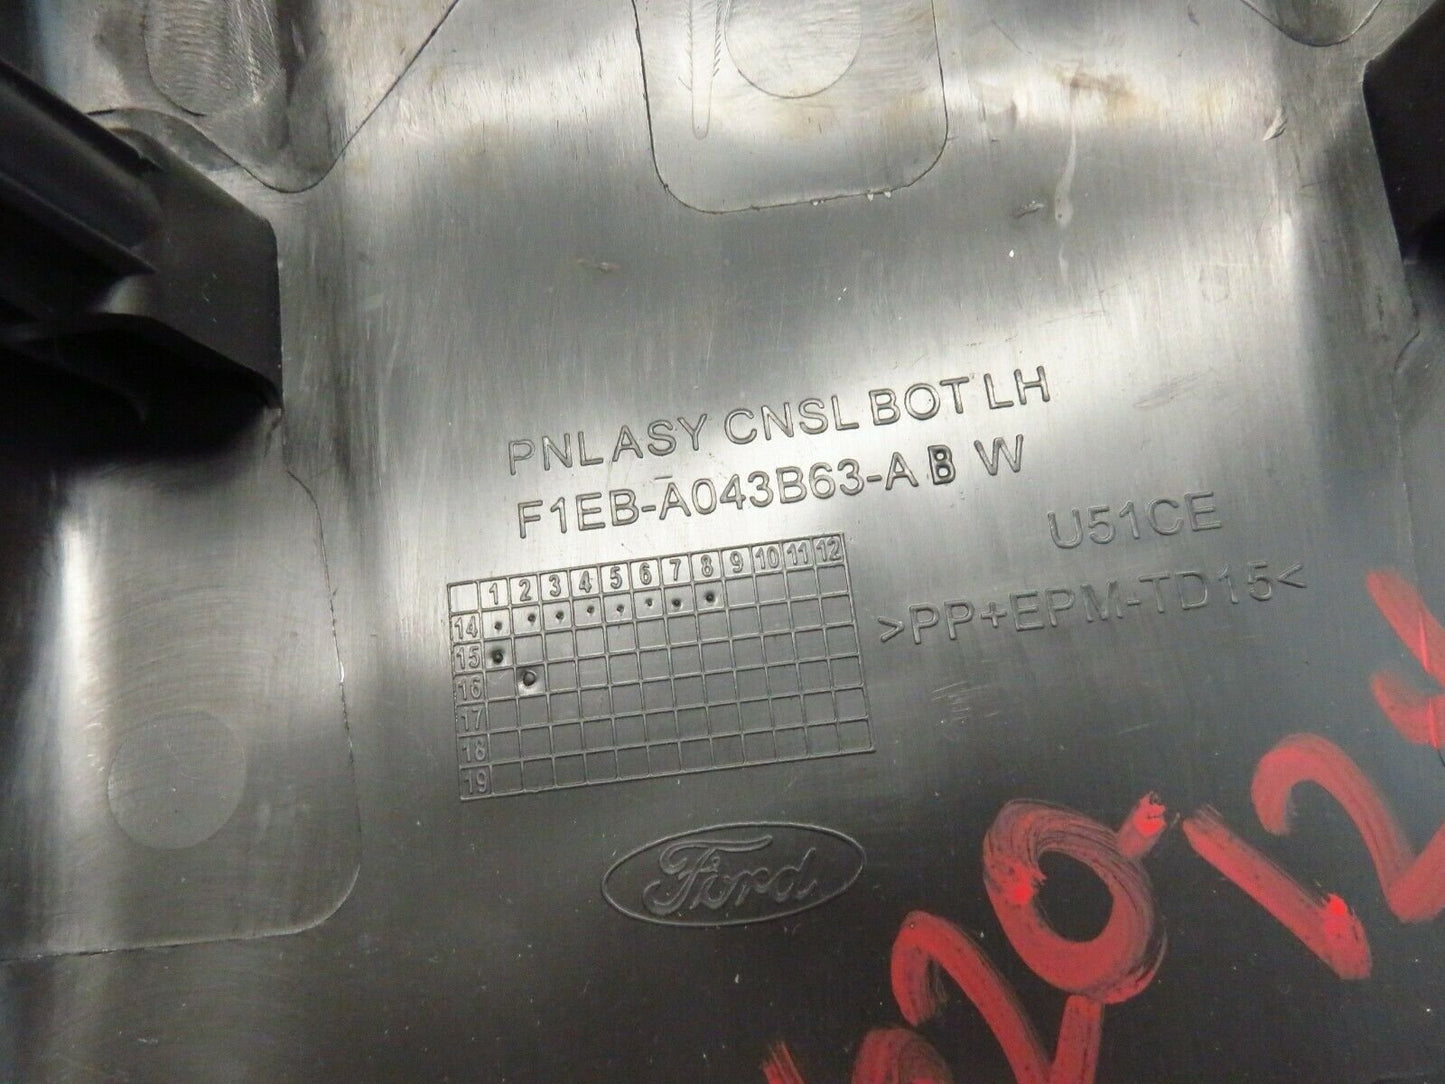 PNL ASY CNSL BOT LH
F1EB-A043B63-A B W
U51CE
>PP+EPM-TD15<
1 2 3 4 5 6 7 8 9 10 11 12
14
15
16
17
18
19
Ford